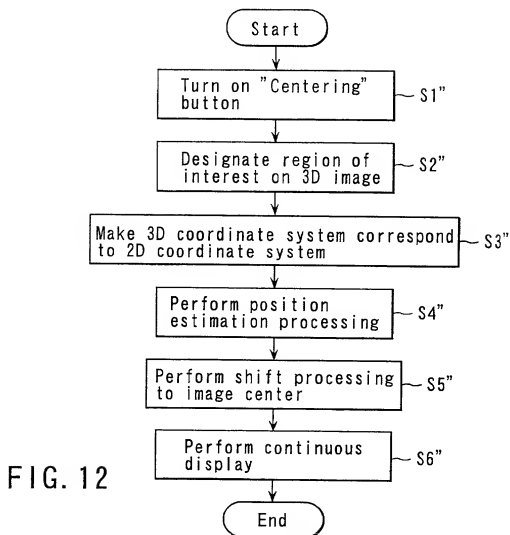 Start
Turn on "Centering"
button
S1"
Designate region of
interest on 3D image
S2"
Make 3D coordinate system correspond
to 2D coordinate system
S3"
Perform position
estimation processing
S4"
Perform shift processing
to image center
S5"
Perform continuous
display
S6"
End
FIG. 12